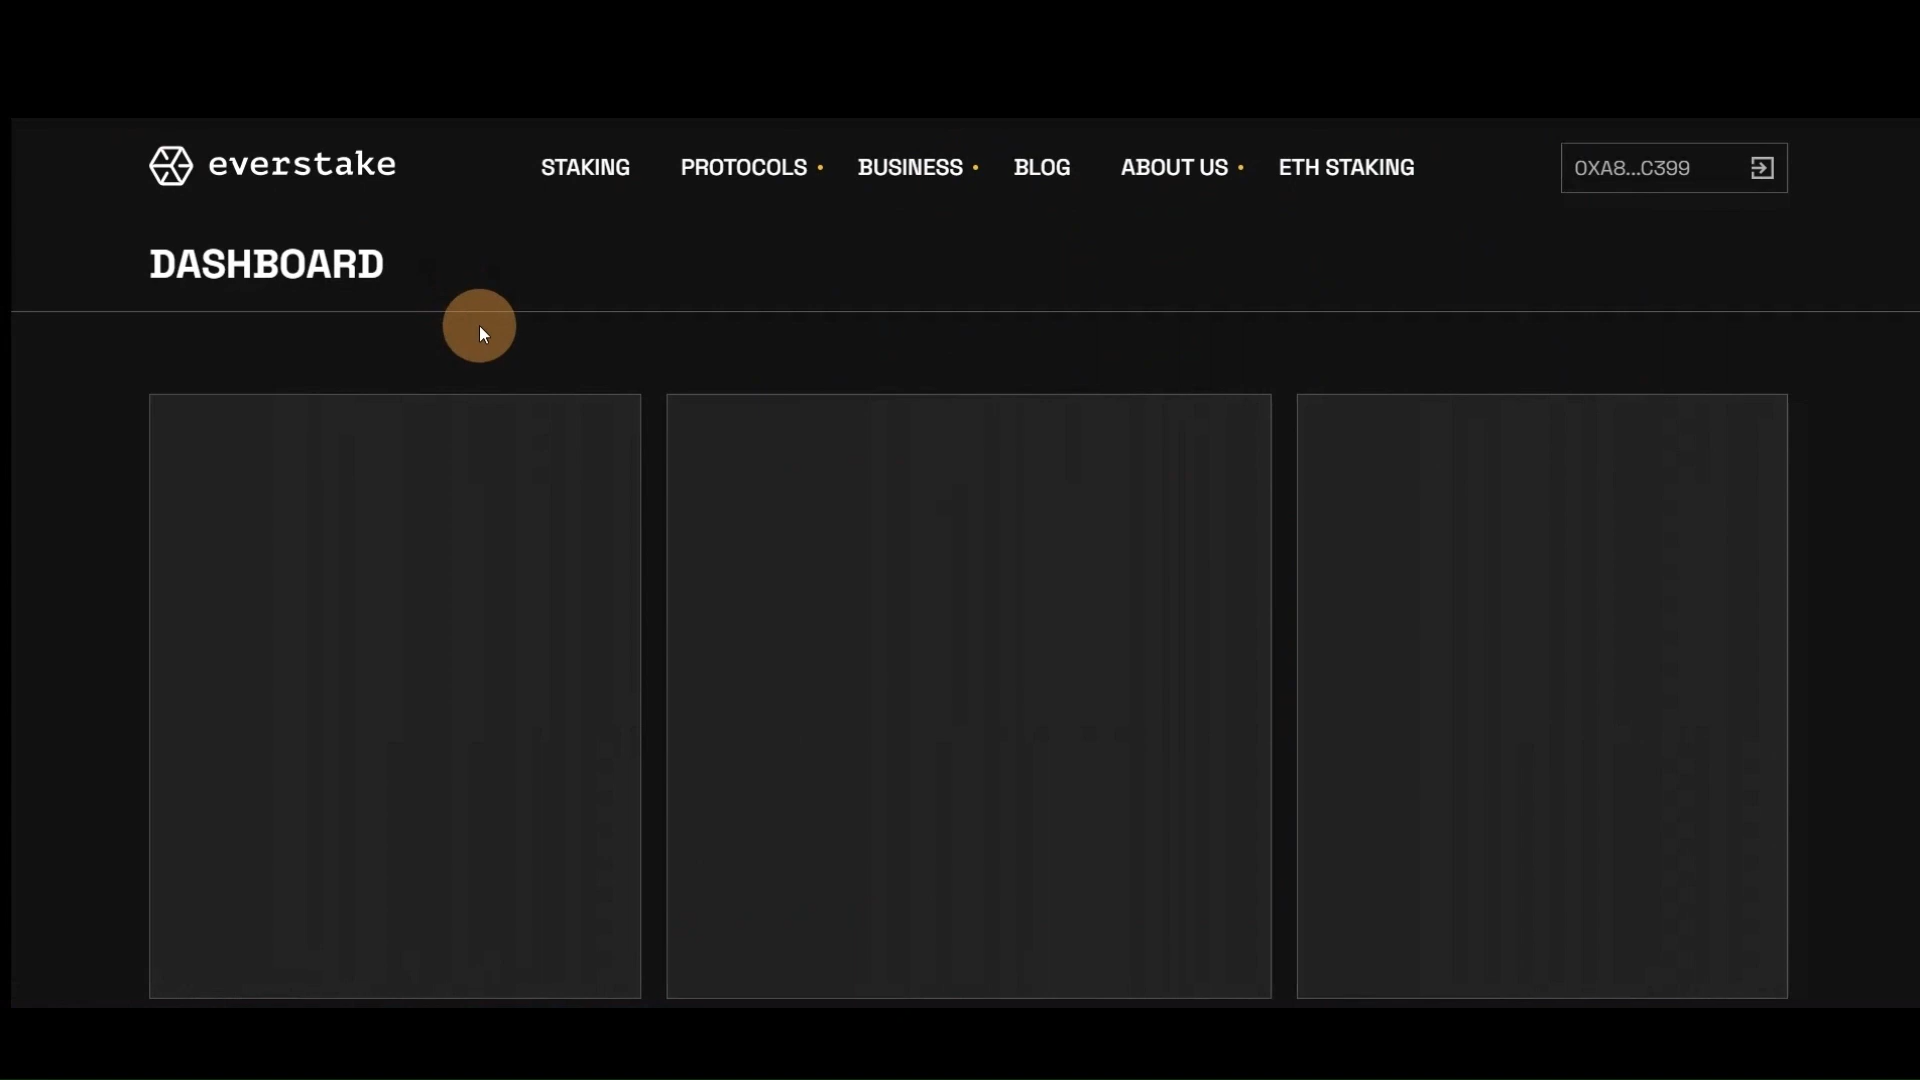 everstake
STAKING PROTOCOLS BUSINESS BLOG ABOUT US ETH STAKING
0XA8...C399
DASHBOARD